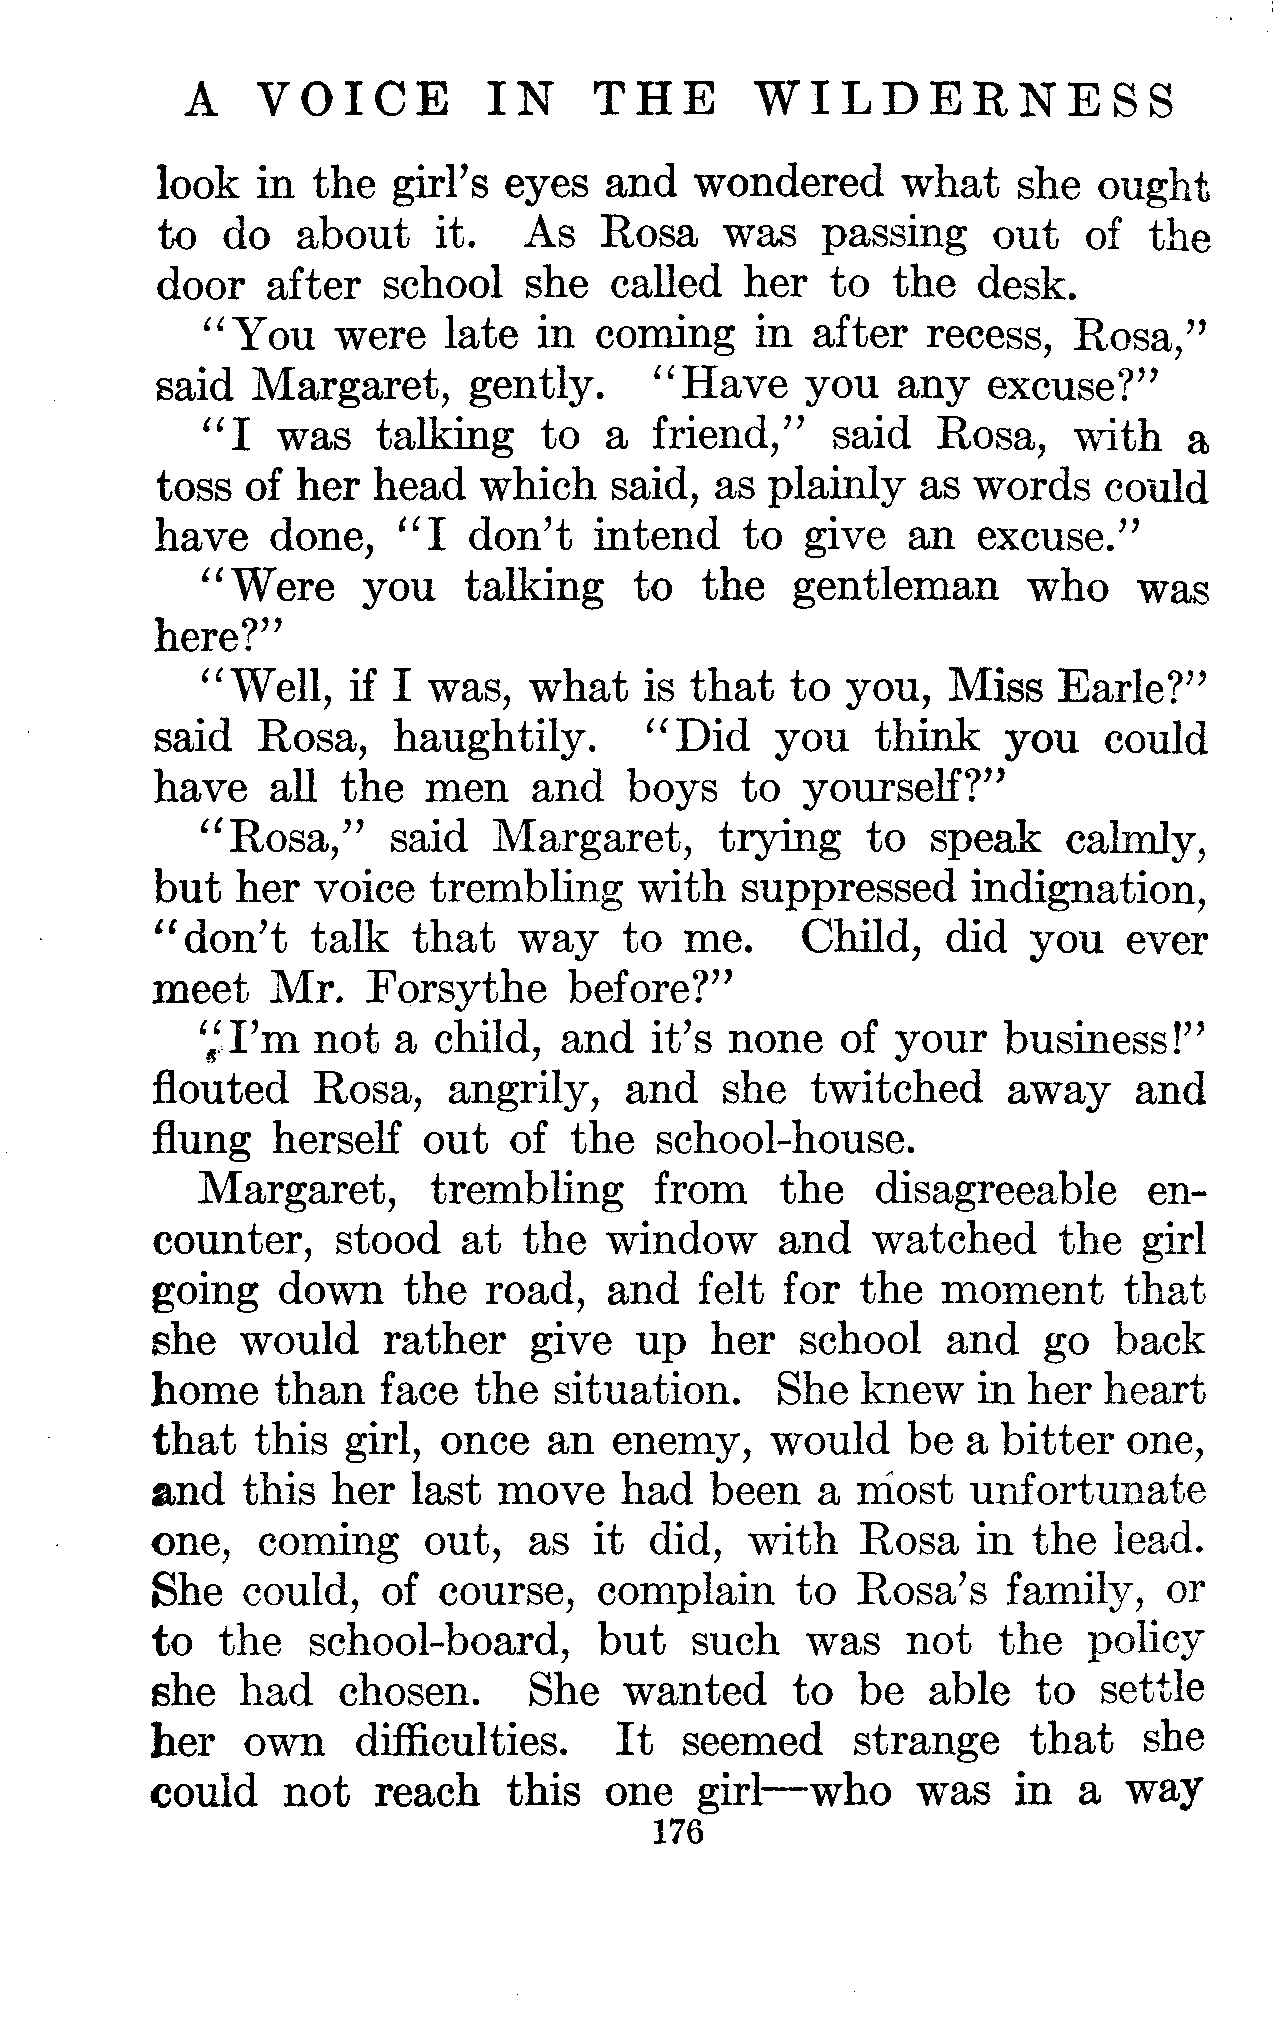 A VOICE IN THE WILDERNESS
look in the girl's eyes and wondered what she ought
to do about it. As Rosa was passing out of the
door after school she called her to the desk.
"You were late in coming in after recess, Rosa,"
said Margaret, gently. "Have you any excuse?"
"I was talking to a friend," said Rosa, with a
toss of her head which said, as plainly as words could
have done, "I don't intend to give an excuse."
"Were you talking to the gentleman who was
here?"
"Well, if I was, what is that to you, Miss Earle?"
said Rosa, haughtily. "Did you think you could
have all the men and boys to yourself?"
"Rosa," said Margaret, trying to speak calmly,
but her voice trembling with suppressed indignation,
"don't talk that way to me. Child, did you ever
meet Mr. Forsythe before?"
"I'm not a child, and it's none of your business!"
flouted Rosa, angrily, and she twitched away and
flung herself out of the school-house.
Margaret, trembling from the disagreeable en-
counter, stood at the window and watched the girl
going down the road, and felt for the moment that
she would rather give up her school and go back
home than face the situation. She knew in her heart
that this girl, once an enemy, would be a bitter one,
and this her last move had been a most unfortunate
one, coming out, as it did, with Rosa in the lead.
She could, of course, complain to Rosa's family, or
to the school-board, but such was not the policy
she had chosen. She wanted to be able to settle
her own difficulties. It seemed strange that she
could not reach this one girl—who was in a way
176